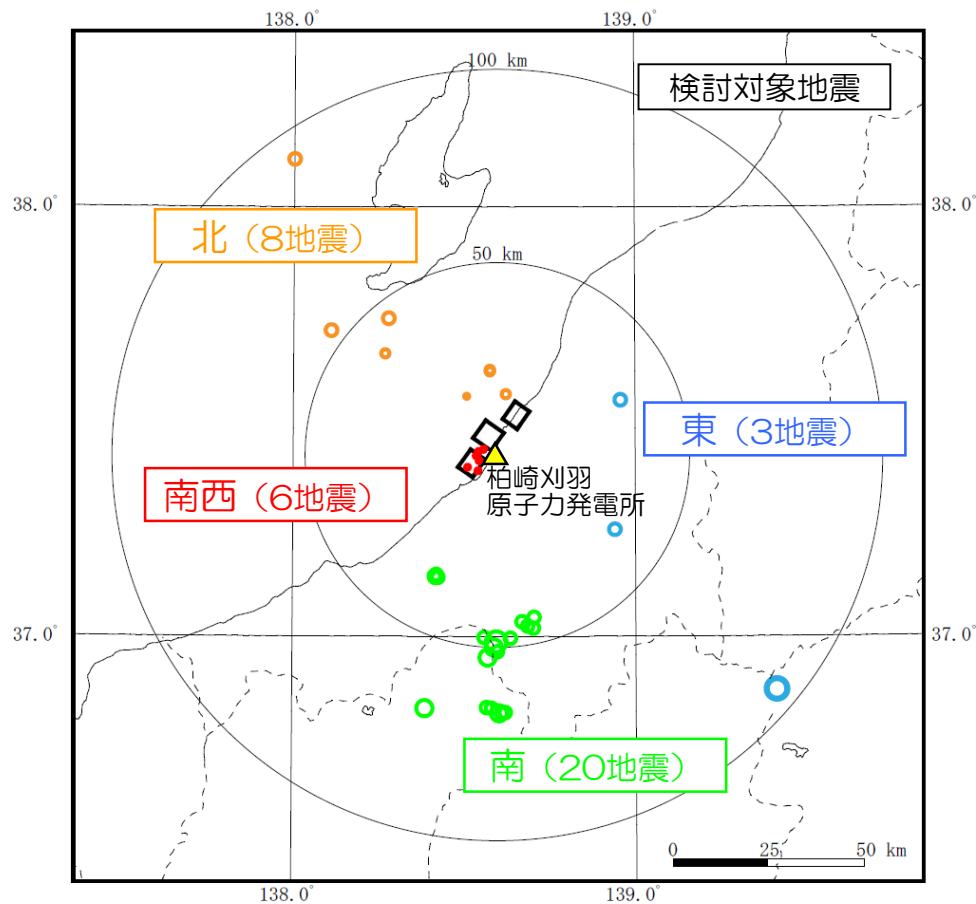 138.0°
139.0°
100 km
検討対象地震
38.0°
38.0°
北（8地震）
50 km
東（3地震）
南西（6地震）
柏崎刈羽
原子力発電所
37.0°
37.0°
南（20地震）
0 25 50 km
138.0°
139.0°